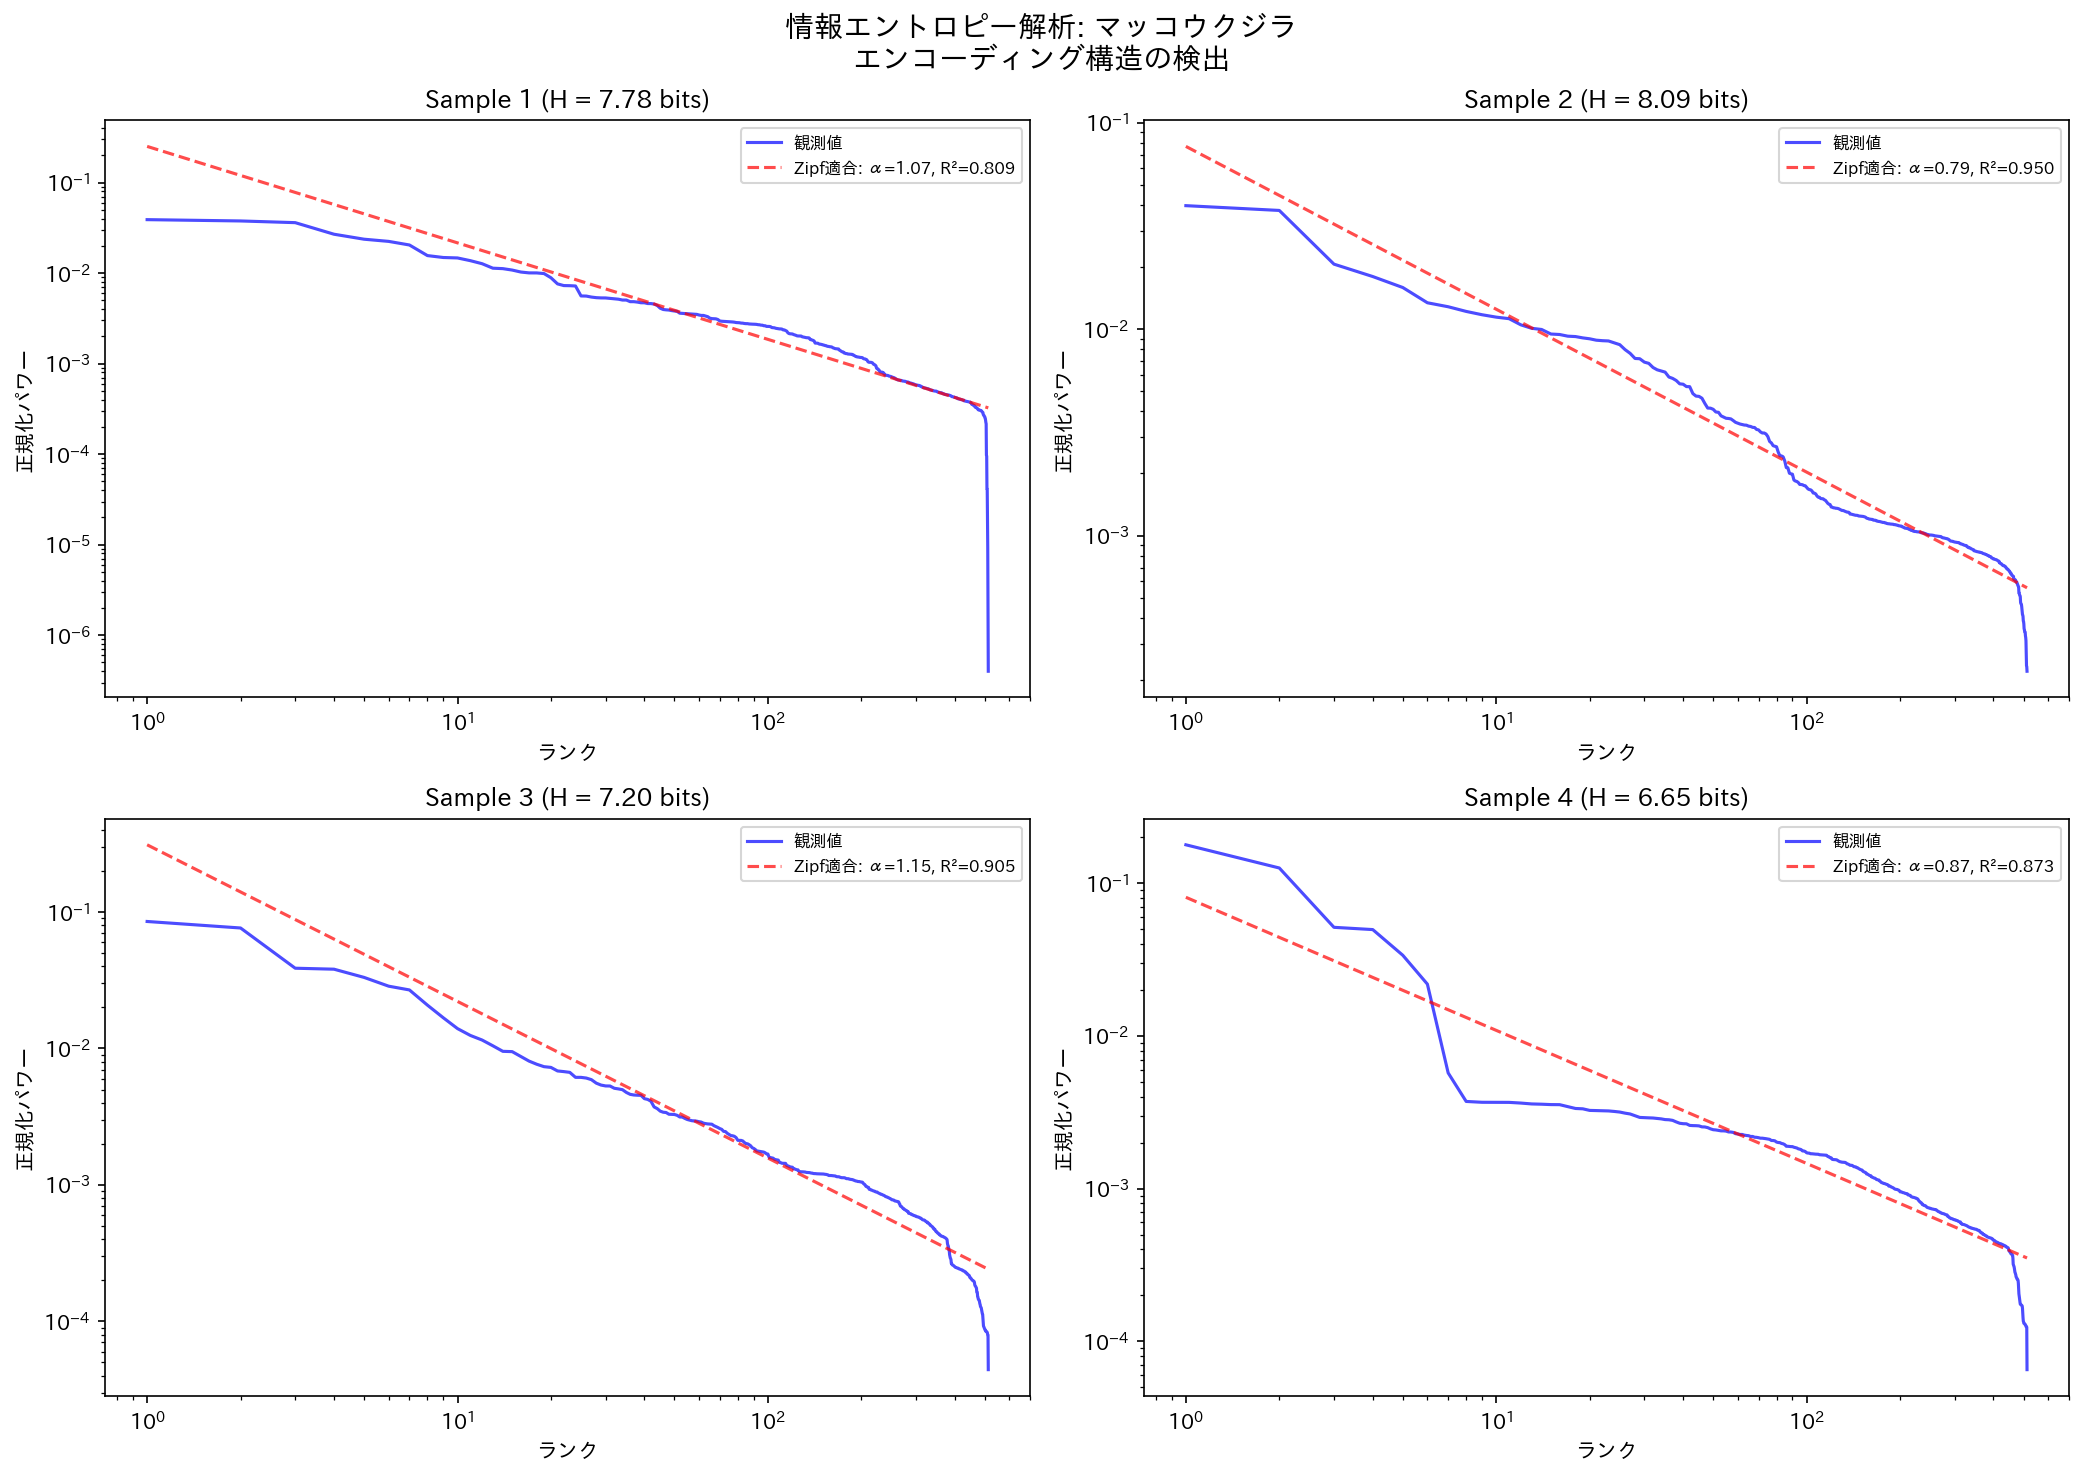 情報エントロピー解析: マッコウクジラ
エンコーディング構造の検出
Sample 1 (H = 7.78 bits)
観測値
Zipf適合: α=1.07, R²=0.809
正規化パワー
10⁻¹
10⁻²
10⁻³
10⁻⁴
10⁻⁵
10⁻⁶
10⁰ 10¹ 10²
ランク
Sample 2 (H = 8.09 bits)
観測値
Zipf適合: α=0.79, R²=0.950
正規化パワー
10⁻¹
10⁻²
10⁻³
10⁰ 10¹ 10²
ランク
Sample 3 (H = 7.20 bits)
観測値
Zipf適合: α=1.15, R²=0.905
正規化パワー
10⁻¹
10⁻²
10⁻³
10⁻⁴
10⁰ 10¹ 10²
ランク
Sample 4 (H = 6.65 bits)
観測値
Zipf適合: α=0.87, R²=0.873
正規化パワー
10⁻¹
10⁻²
10⁻³
10⁻⁴
10⁰ 10¹ 10²
ランク